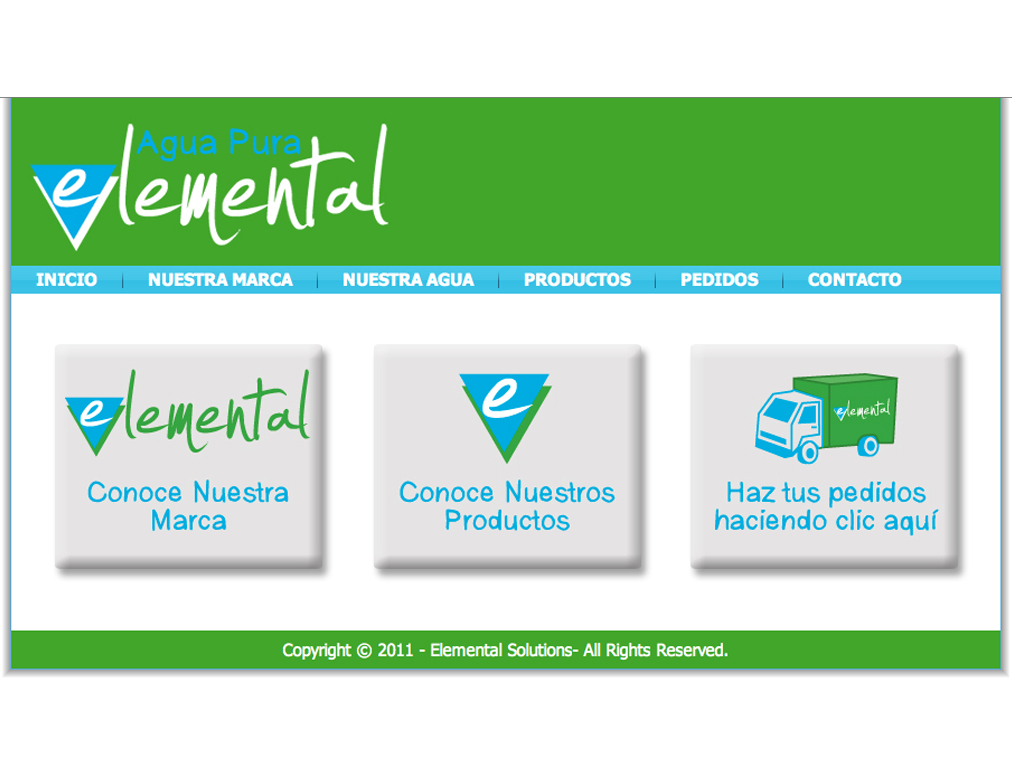 Agua Pura
elemental
INICIO NUESTRA MARCA NUESTRA AGUA PRODUCTOS PEDIDOS CONTACTO
elemental
Conoce Nuestra
Marca
e
Conoce Nuestros
Productos
elemental
Haz tus pedidos
haciendo clic aquí
Copyright © 2011 - Elemental Solutions- All Rights Reserved.